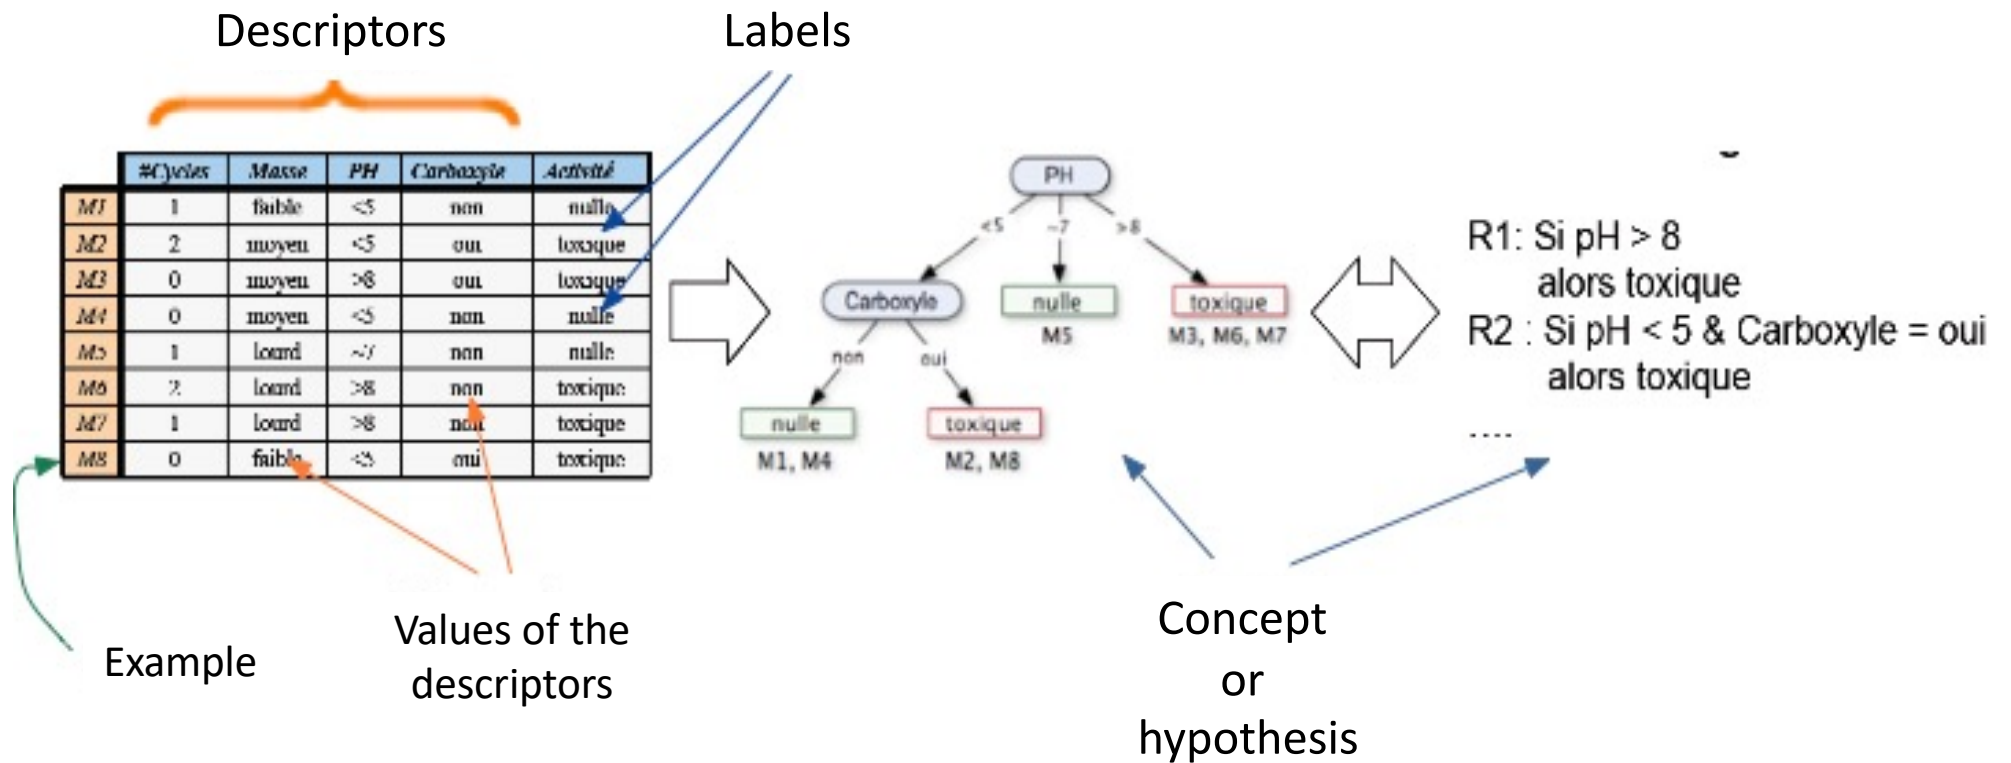 Descriptors
Labels
#Cycles Masse PH Carboxyle Activité
M1 1 faible <5 non nulle
M2 2 moyen <5 oui toxique
M3 0 moyen >8 oui toxique
M4 0 moyen <5 non nulle
M5 1 lourd ~7 non nulle
M6 2 lourd >8 non toxique
M7 1 lourd >8 non toxique
M8 0 faible <5 oui toxique
PH
<5 ~7 >8
Carboxyle nulle toxique
M5 M3, M6, M7
non oui
nulle toxique
M1, M4 M2, M8
R1: Si pH > 8
alors toxique
R2 : Si pH < 5 & Carboxyle = oui
alors toxique
....
Example
Values of the
descriptors
Concept
or
hypothesis